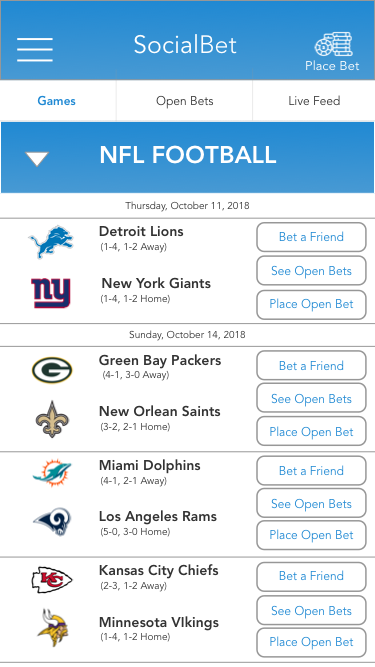 SocialBet
Place Bet
Games
Open Bets
Live Feed
NFL FOOTBALL
Thursday, October 11, 2018
Detroit Lions
(1-4, 1-2 Away)
ny
New York Giants
(1-4, 1-2 Home)
Bet a Friend
See Open Bets
Place Open Bet
Sunday, October 14, 2018
G
Green Bay Packers
(4-1, 3-0 Away)
New Orlean Saints
(3-2, 2-1 Home)
Bet a Friend
See Open Bets
Place Open Bet
Miami Dolphins
(4-1, 2-1 Away)
Los Angeles Rams
(5-0, 3-0 Home)
Bet a Friend
See Open Bets
Place Open Bet
KC
Kansas City Chiefs
(2-3, 1-2 Away)
Minnesota VIkings
(1-4, 1-2 Home)
Bet a Friend
See Open Bets
Place Open Bet